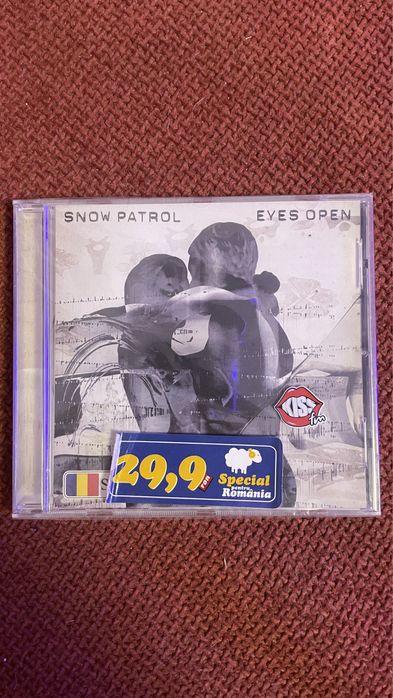 SNOW PATROL EYES OPEN
KISS
fm
29,9
RON
Special
pentru
România
S